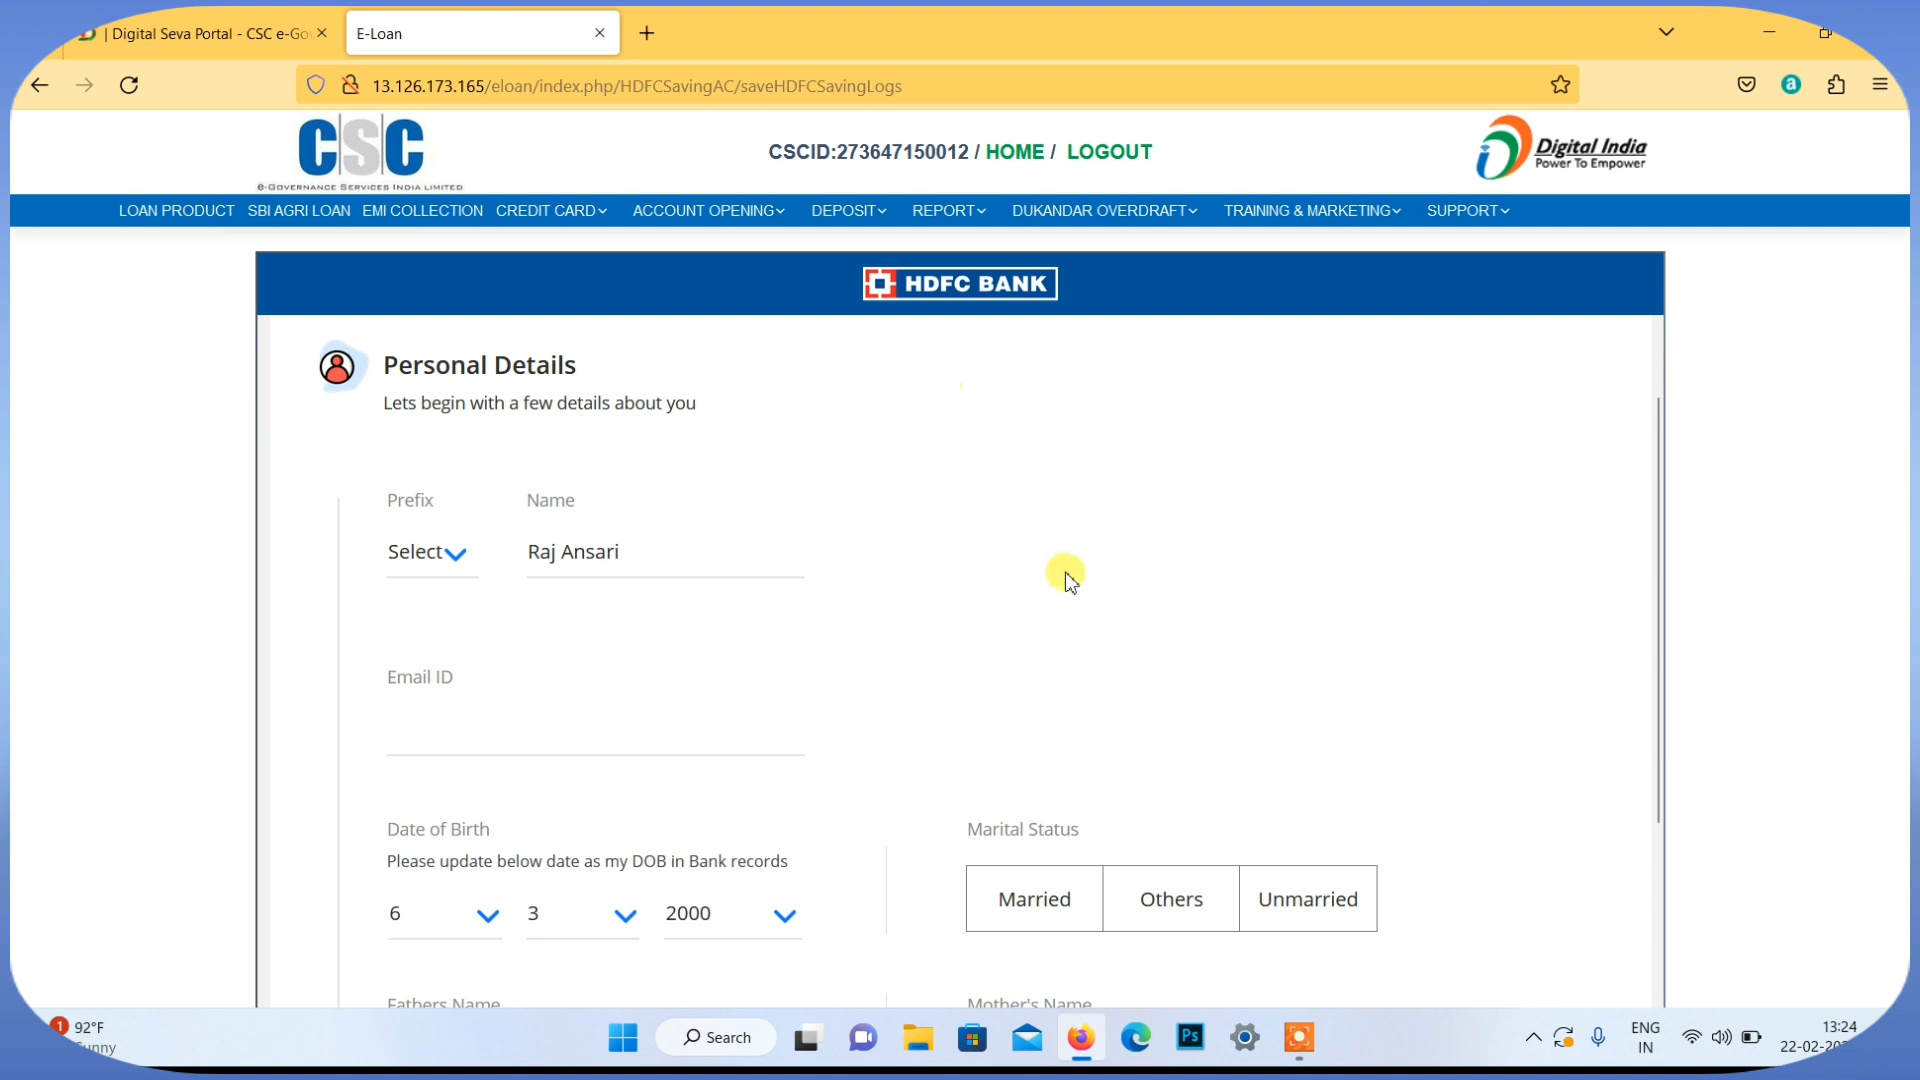 | Digital Seva Portal - CSC e-Go
E-Loan
13.126.173.165/eloan/index.php/HDFCSavingAC/saveHDFCSavingLogs
CSC
e-Governance Services India Limited
CSCID:273647150012 / HOME / LOGOUT
Digital India
Power To Empower
LOAN PRODUCT SBI AGRI LOAN EMI COLLECTION CREDIT CARD ACCOUNT OPENING DEPOSIT REPORT DUKANDAR OVERDRAFT TRAINING & MARKETING SUPPORT
HDFC BANK
Personal Details
Lets begin with a few details about you
Prefix Name
Select Raj Ansari
Email ID
Date of Birth Marital Status
Please update below date as my DOB in Bank records
Married Others Unmarried
6 3 2000
Fathers Name Mother's Name
1 92°F
Search
Ps
ENG
IN
13:24
22-02-20